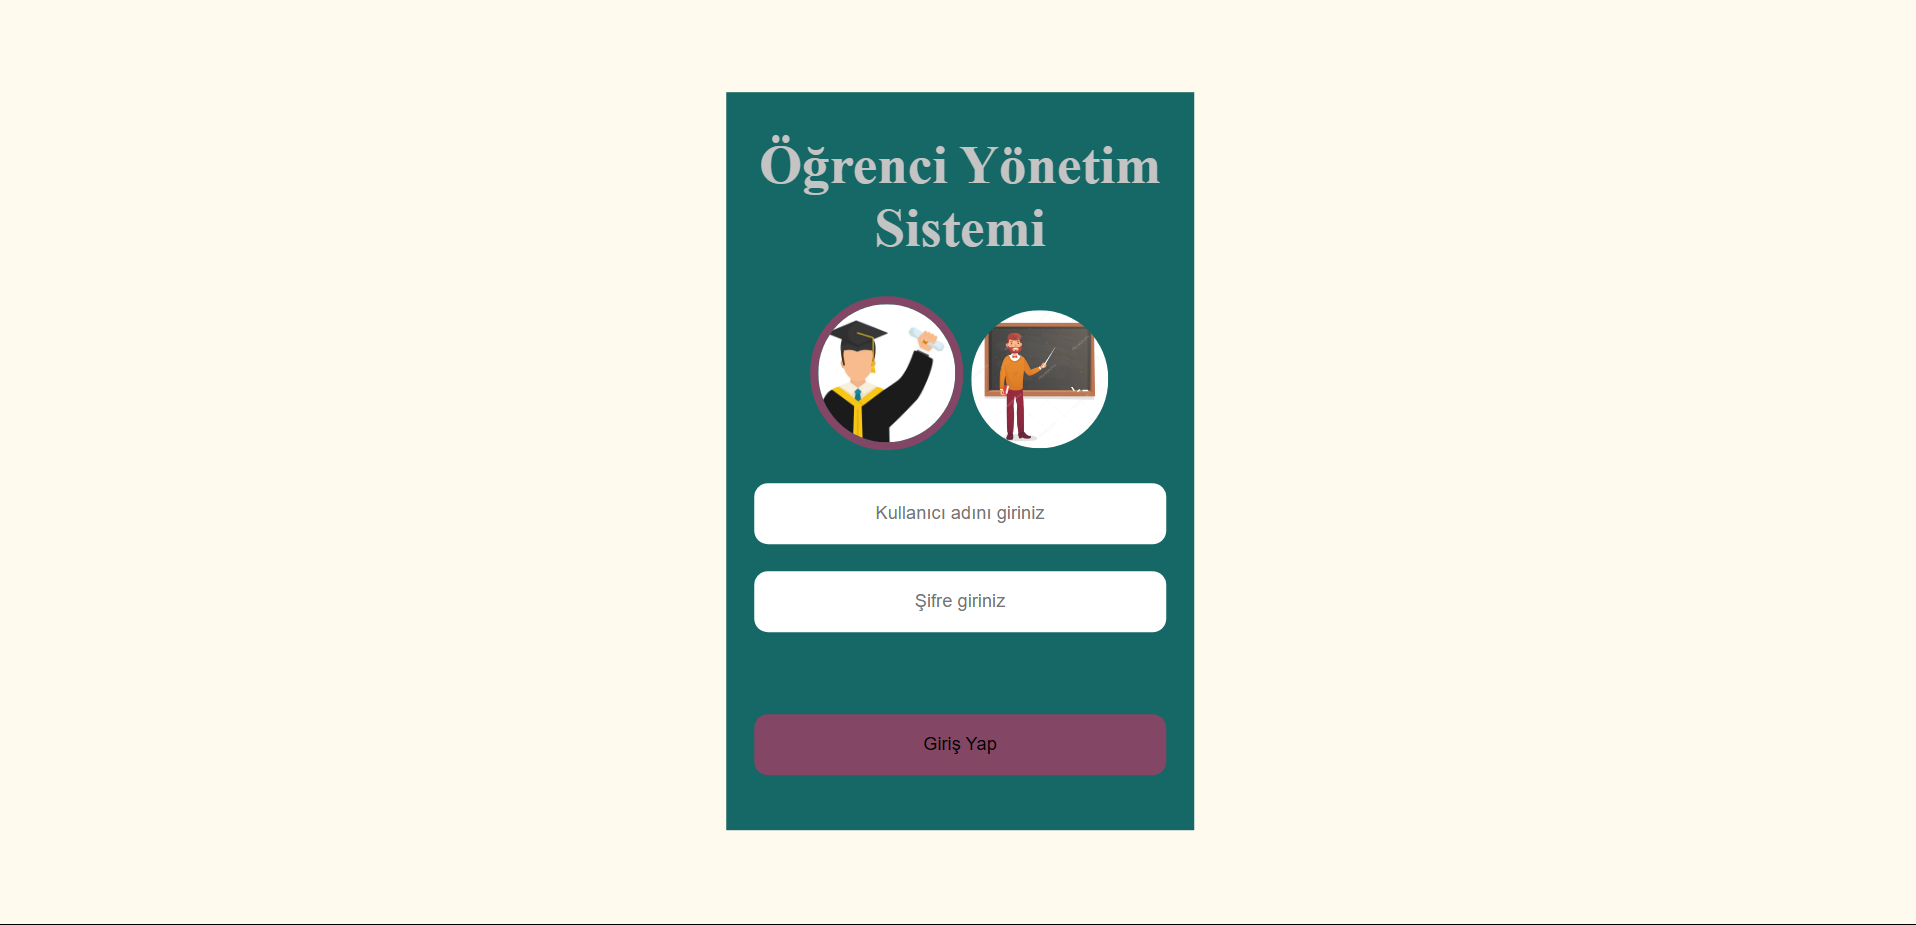 Öğrenci Yönetim
Sistemi
Kullanıcı adını giriniz
Şifre giriniz
Giriş Yap